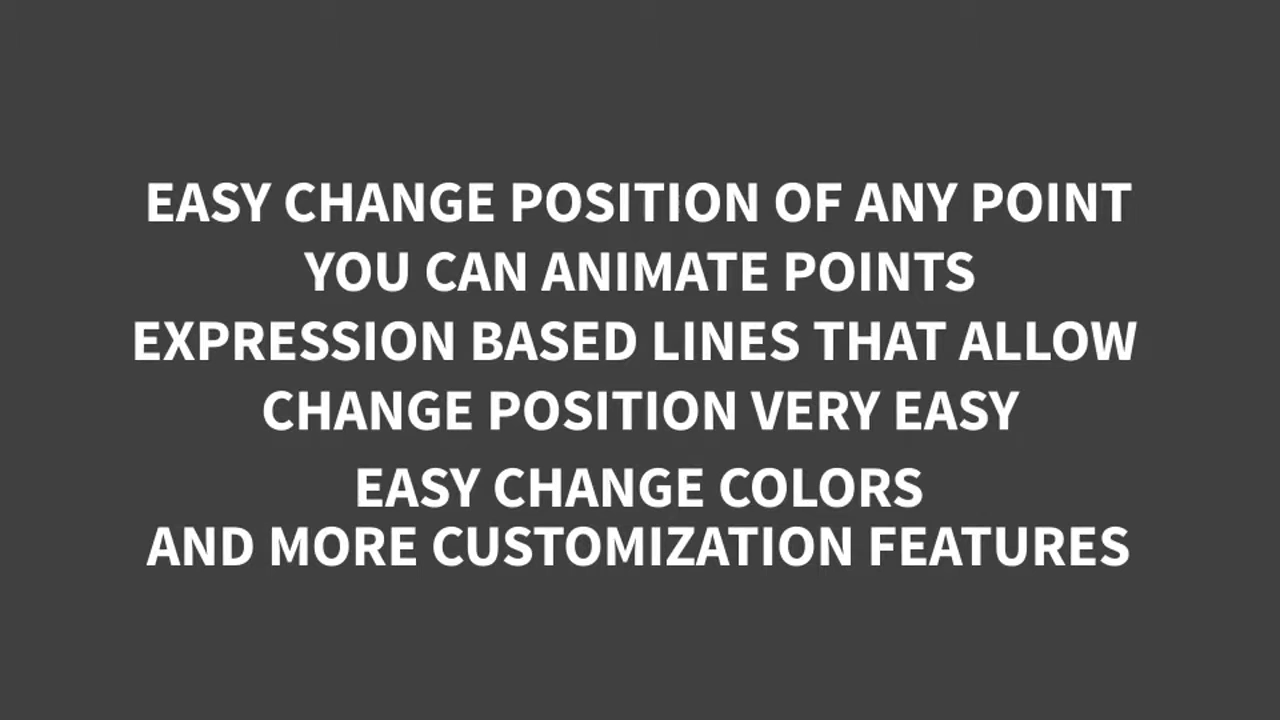 EASY CHANGE POSITION OF ANY POINT
YOU CAN ANIMATE POINTS
EXPRESSION BASED LINES THAT ALLOW
CHANGE POSITION VERY EASY
EASY CHANGE COLORS
AND MORE CUSTOMIZATION FEATURES